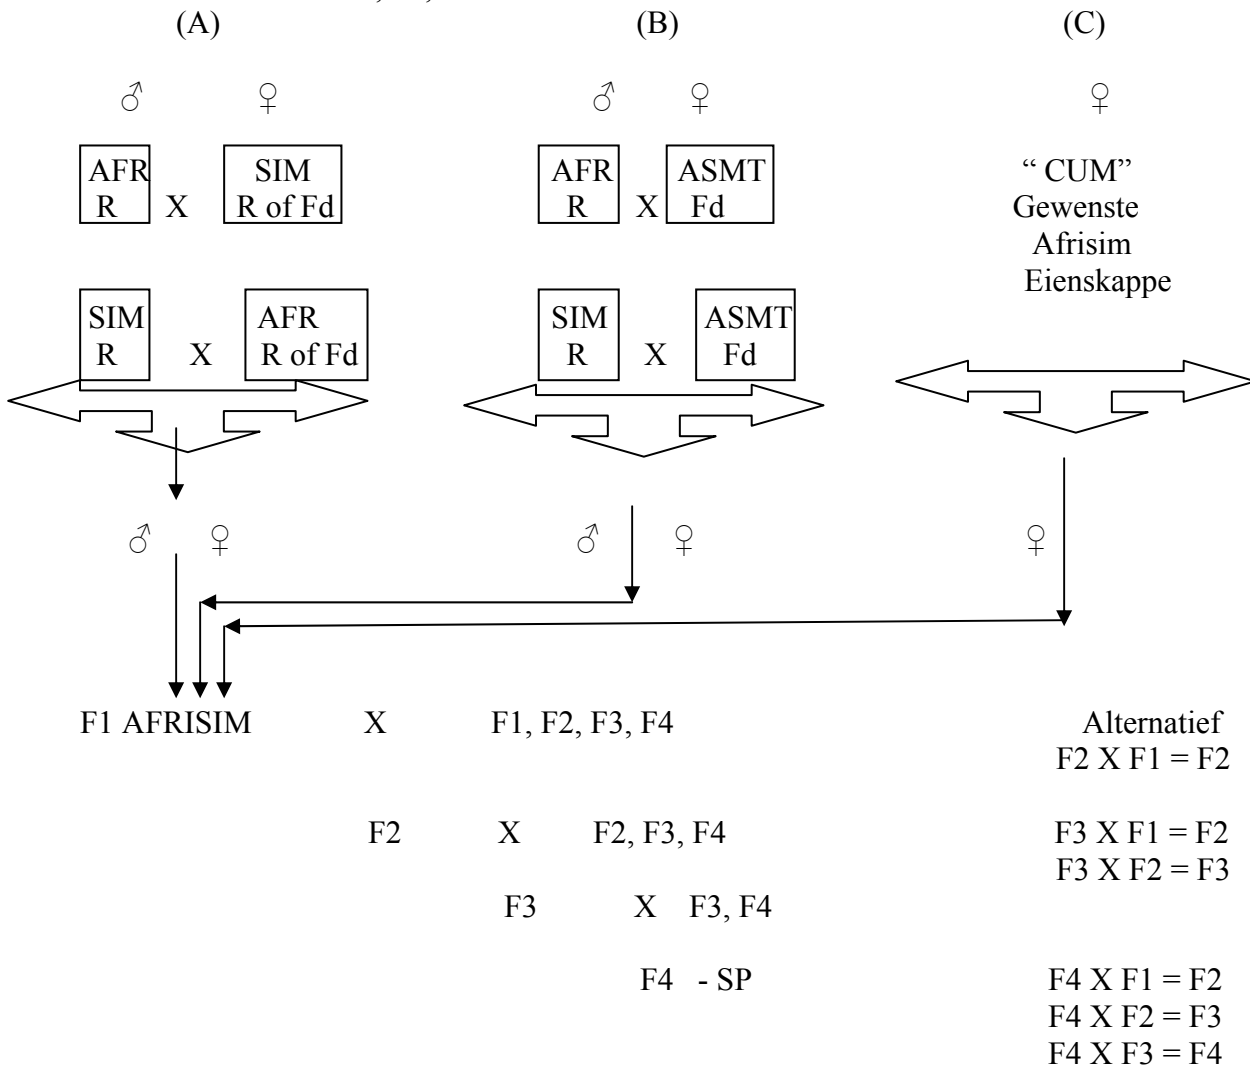 (A) (B) (C)
♂ ♀ ♂ ♀ ♀
AFR SIM AFR ASMT “ CUM”
R X R of Fd R X Fd Gewenste
Afrisim
Eienskappe
SIM AFR SIM ASMT
R X R of Fd R X Fd
♂ ♀ ♂ ♀ ♀
F1 AFRISIM X F1, F2, F3, F4 Alternatief
F2 X F1 = F2
F2 X F2, F3, F4 F3 X F1 = F2
F3 X F2 = F3
F3 X F3, F4
F4 - SP F4 X F1 = F2
F4 X F2 = F3
F4 X F3 = F4